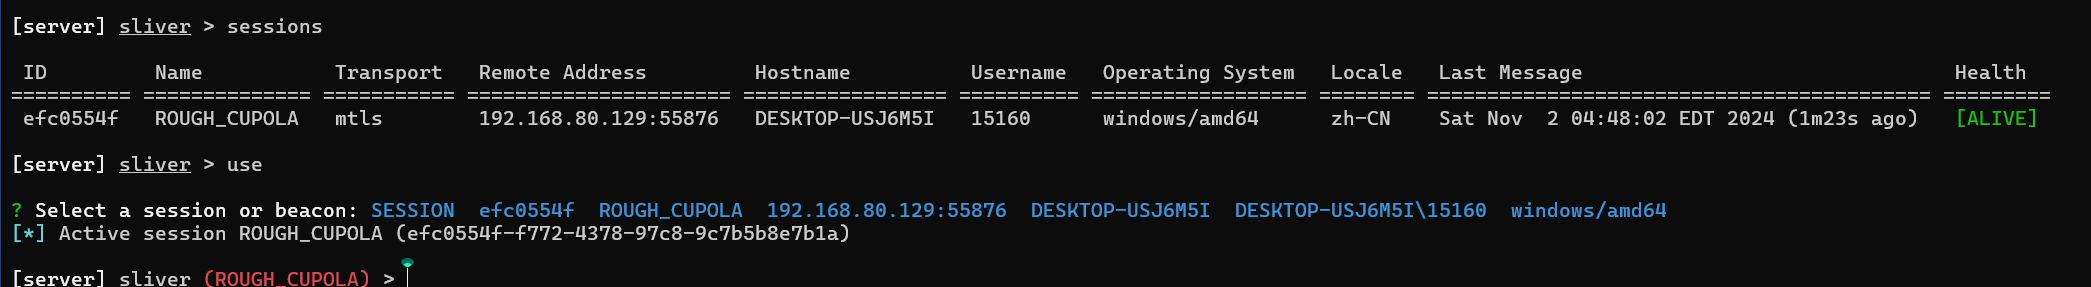 [server] sliver > sessions
ID Name Transport Remote Address Hostname Username Operating System Locale Last Message Health
========== ============== =========== ====================== ================= ========== ================== ======== ========================================== =========
efc0554f ROUGH_CUPOLA mtls 192.168.80.129:55876 DESKTOP-USJ6M5I 15160 windows/amd64 zh-CN Sat Nov 2 04:48:02 EDT 2024 (1m23s ago) [ALIVE]
[server] sliver > use
? Select a session or beacon: SESSION efc0554f ROUGH_CUPOLA 192.168.80.129:55876 DESKTOP-USJ6M5I DESKTOP-USJ6M5I\15160 windows/amd64
[*] Active session ROUGH_CUPOLA (efc0554f-f772-4378-97c8-9c7b5b8e7b1a)
[server] sliver (ROUGH_CUPOLA) >